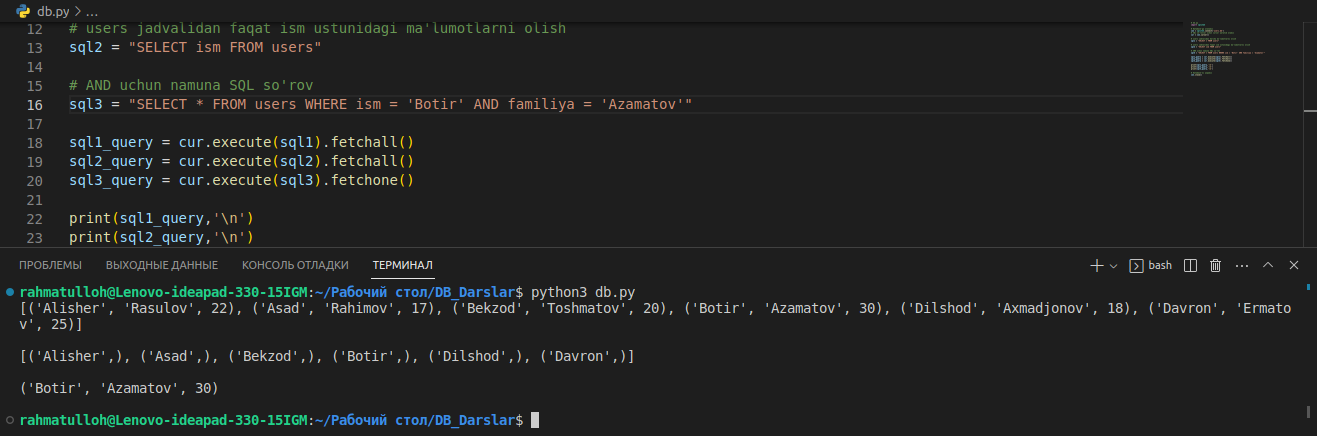 db.py > ...
12 # users jadvalidan faqat ism ustunidagi ma'lumotlarni olish
13 sql2 = "SELECT ism FROM users"
14
15 # AND uchun namuna SQL so'rov
16 sql3 = "SELECT * FROM users WHERE ism = 'Botir' AND familiya = 'Azamatov'"
17
18 sql1_query = cur.execute(sql1).fetchall()
19 sql2_query = cur.execute(sql2).fetchall()
20 sql3_query = cur.execute(sql3).fetchone()
21
22 print(sql1_query,'\n')
23 print(sql2_query,'\n')
ПРОБЛЕМЫ ВЫХОДНЫЕ ДАННЫЕ КОНСОЛЬ ОТЛАДКИ ТЕРМИНАЛ bash
rahmatulloh@Lenovo-ideapad-330-15IGM:~/Рабочий стол/DB_Darslar$ python3 db.py
[('Alisher', 'Rasulov', 22), ('Asad', 'Rahimov', 17), ('Bekzod', 'Toshmatov', 20), ('Botir', 'Azamatov', 30), ('Dilshod', 'Axmadjonov', 18), ('Davron', 'Ermato
v', 25)]
[('Alisher',), ('Asad',), ('Bekzod',), ('Botir',), ('Dilshod',), ('Davron',)]
('Botir', 'Azamatov', 30)
rahmatulloh@Lenovo-ideapad-330-15IGM:~/Рабочий стол/DB_Darslar$